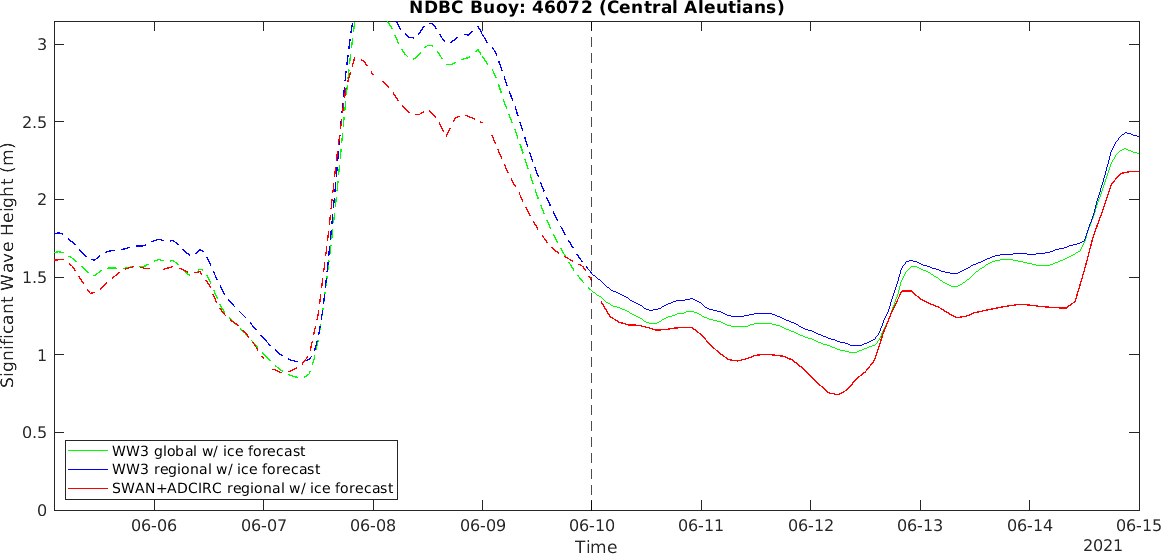 NDBC Buoy: 46072 (Central Aleutians)
Significant Wave Height (m)
3
2.5
2
1.5
1
0.5
0
WW3 global w/ ice forecast
WW3 regional w/ ice forecast
SWAN+ADCIRC regional w/ ice forecast
06-06 06-07 06-08 06-09 06-10 06-11 06-12 06-13 06-14 06-15
Time
2021